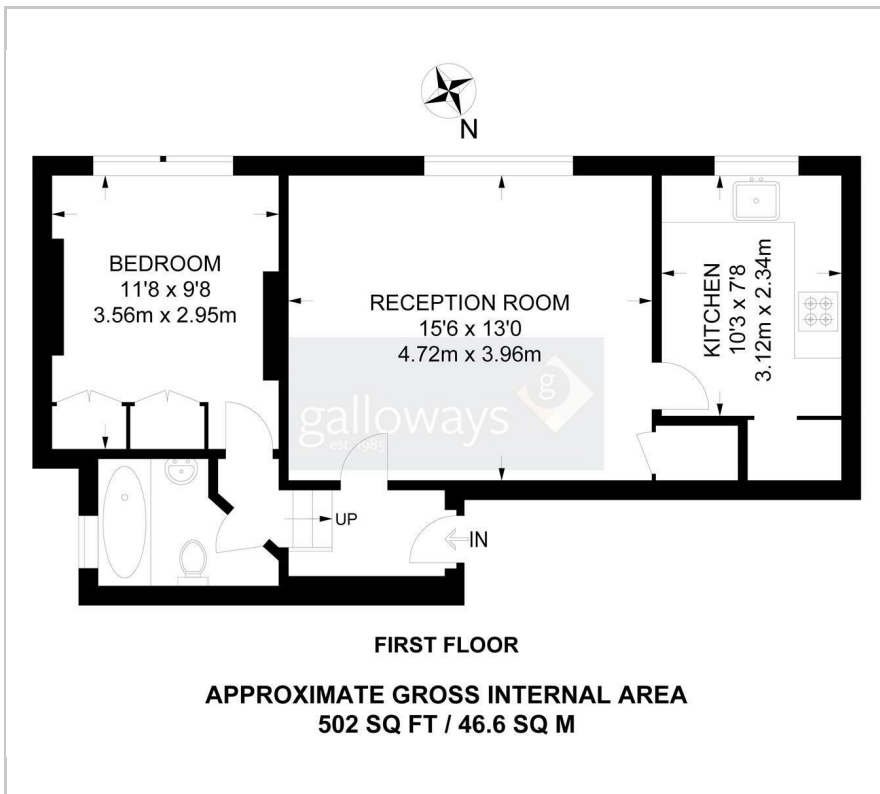 N
BEDROOM
11'8 x 9'8
3.56m x 2.95m
RECEPTION ROOM
15'6 x 13'0
4.72m x 3.96m
KITCHEN
10'3 x 7'8
3.12m x 2.34m
g
galloways
est. 1985
UP
IN
FIRST FLOOR
APPROXIMATE GROSS INTERNAL AREA
502 SQ FT / 46.6 SQ M